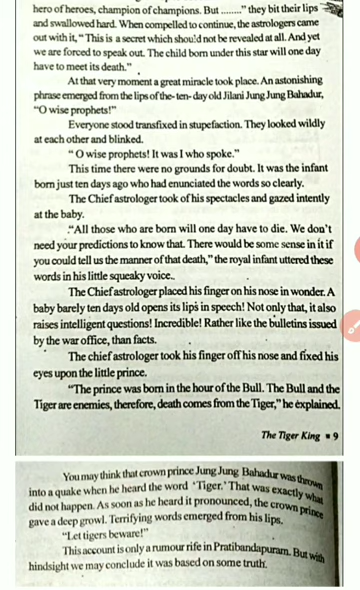 hero of heroes, champion of champions. But ........” they bit their lips
and swallowed hard. When compelled to continue, the astrologers came
out with it, “ This is a secret which should not be revealed at all. And yet
we are forced to speak out. The child born under this star will one day
have to meet its death.”
At that very moment a great miracle took place. An astonishing
phrase emerged from the lips of the- ten- day old Jilani Jung Jung Bahadur,
“O wise prophets!”
Everyone stood transfixed in stupefaction. They looked wildly
at each other and blinked.
“ O wise prophets! It was I who spoke.”
This time there were no grounds for doubt. It was the infant
born just ten days ago who had enunciated the words so clearly.
The Chief astrologer took of his spectacles and gazed intently
at the baby.
.“All those who are born will one day have to die. We don’t
need your predictions to know that. There would be some sense in it if
you could tell us the manner of that death,” the royal infant uttered these
words in his little squeaky voice..
The Chief astrologer placed his finger on his nose in wonder. A
baby barely ten days old opens its lips in speech! Not only that, it also
raises intelligent questions! Incredible! Rather like the bulletins issued
by the war office, than facts.
The chief astrologer took his finger off his nose and fixed his
eyes upon the little prince.
“The prince was born in the hour of the Bull. The Bull and the
Tiger are enemies, therefore, death comes from the Tiger,” he explained.
The Tiger King ■ 9
You may think that crown prince Jung Jung Bahadur was thrown
into a quake when he heard the word ‘Tiger.’ That was exactly what
did not happen. As soon as he heard it pronounced, the crown prince
gave a deep growl. Terrifying words emerged from his lips.
“Let tigers beware!”
This account is only a rumour rife in Pratibandapuram. But with
hindsight we may conclude it was based on some truth.